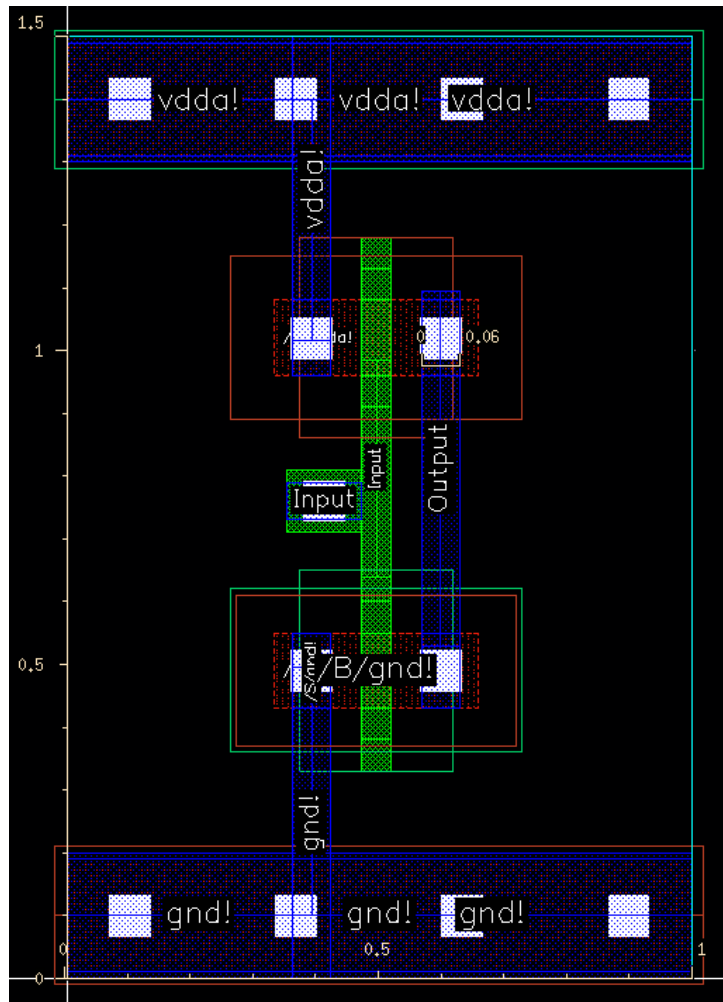 1.5
vdda! vdda! vdda!
vdda!
1
0.06
Input
Output
Input
0.5
/S/gnd!
/B/gnd!
gnd!
gnd! gnd! gnd!
0 0.5 1
0